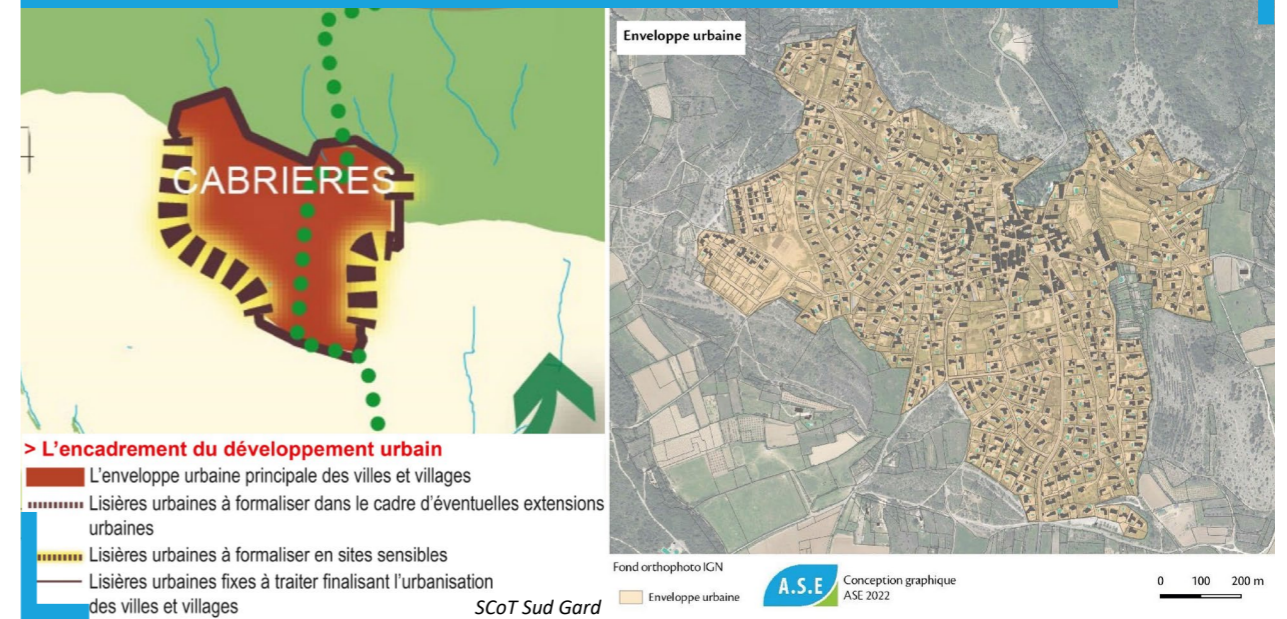 CABRIERES
> L'encadrement du développement urbain
L'enveloppe urbaine principale des villes et villages
Lisières urbaines à formaliser dans le cadre d'éventuelles extensions
urbaines
Lisières urbaines à formaliser en sites sensibles
Lisières urbaines fixes à traiter finalisant l'urbanisation
des villes et villages
SCoT Sud Gard
Enveloppe urbaine
Fond orthophoto IGN
Enveloppe urbaine
A.S.E
Conception graphique
ASE 2022
0 100 200 m